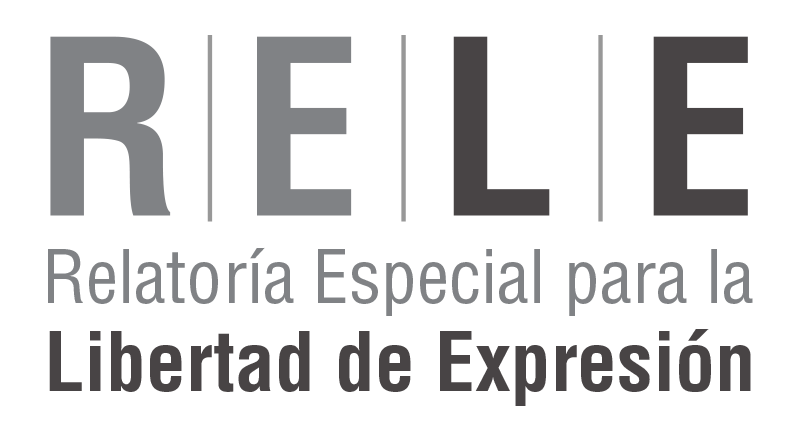 R|E|L|E
Relatoría Especial para la
Libertad de Expresión